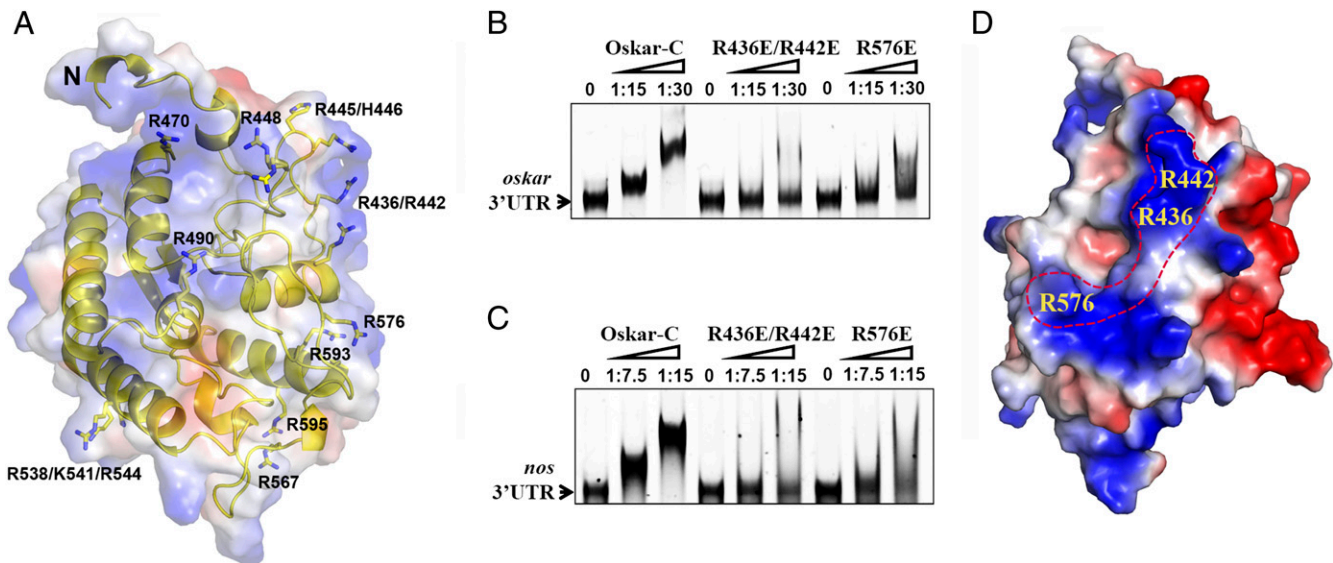 A
N
R470
R448
R445/H446
R436/R442
R490
R576
R593
R595
R538/K541/R544
R567
B
Oskar-C R436E/R442E R576E
0 1:15 1:30 0 1:15 1:30 0 1:15 1:30
oskar
3'UTR
C
Oskar-C R436E/R442E R576E
0 1:7.5 1:15 0 1:7.5 1:15 0 1:7.5 1:15
nos
3'UTR
D
R442
R436
R576